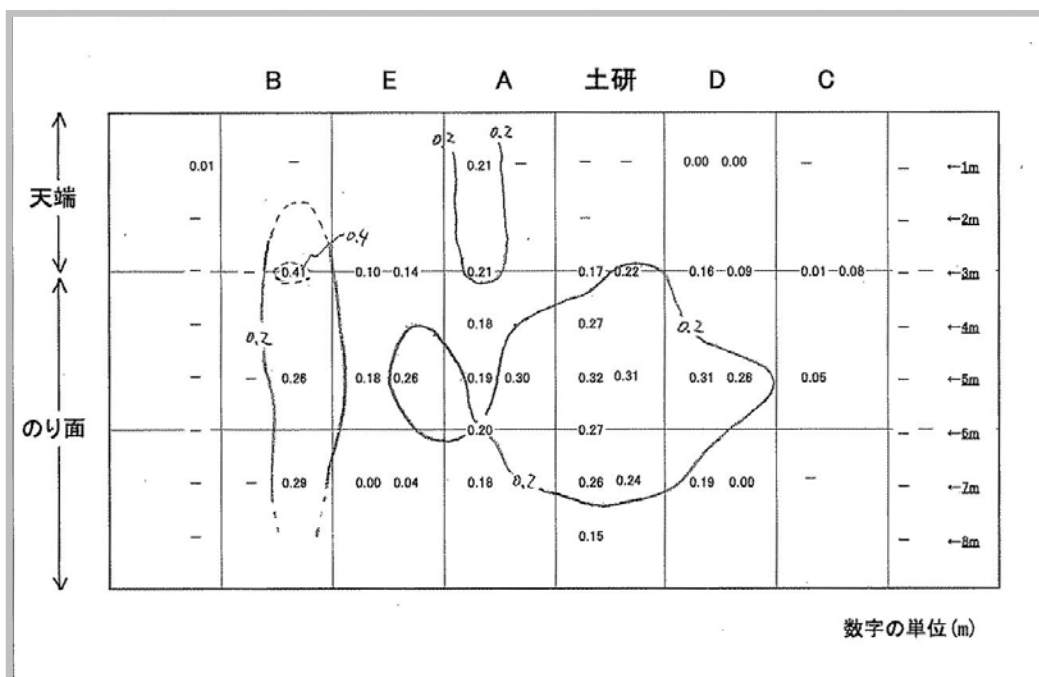 B E A 土研 D C
0.2 0.2
0.01 - 0.21 - - - 0.00 0.00 - - ←1m
天端
- - - ←2m
0.4
- - 0.41 0.10 0.14 0.21 0.17 0.22 0.16 0.09 0.01 0.08 - ←3m
- 0.18 0.27 - ←4m
0.2 0.2
- - 0.26 0.18 0.26 0.19 0.30 0.32 0.31 0.31 0.26 0.05 - ←5m
のり面
- 0.20 0.27 - ←6m
- - 0.29 0.00 0.04 0.18 0.2 0.26 0.24 0.19 0.00 - - ←7m
- 0.15 - ←8m
数字の単位(m)